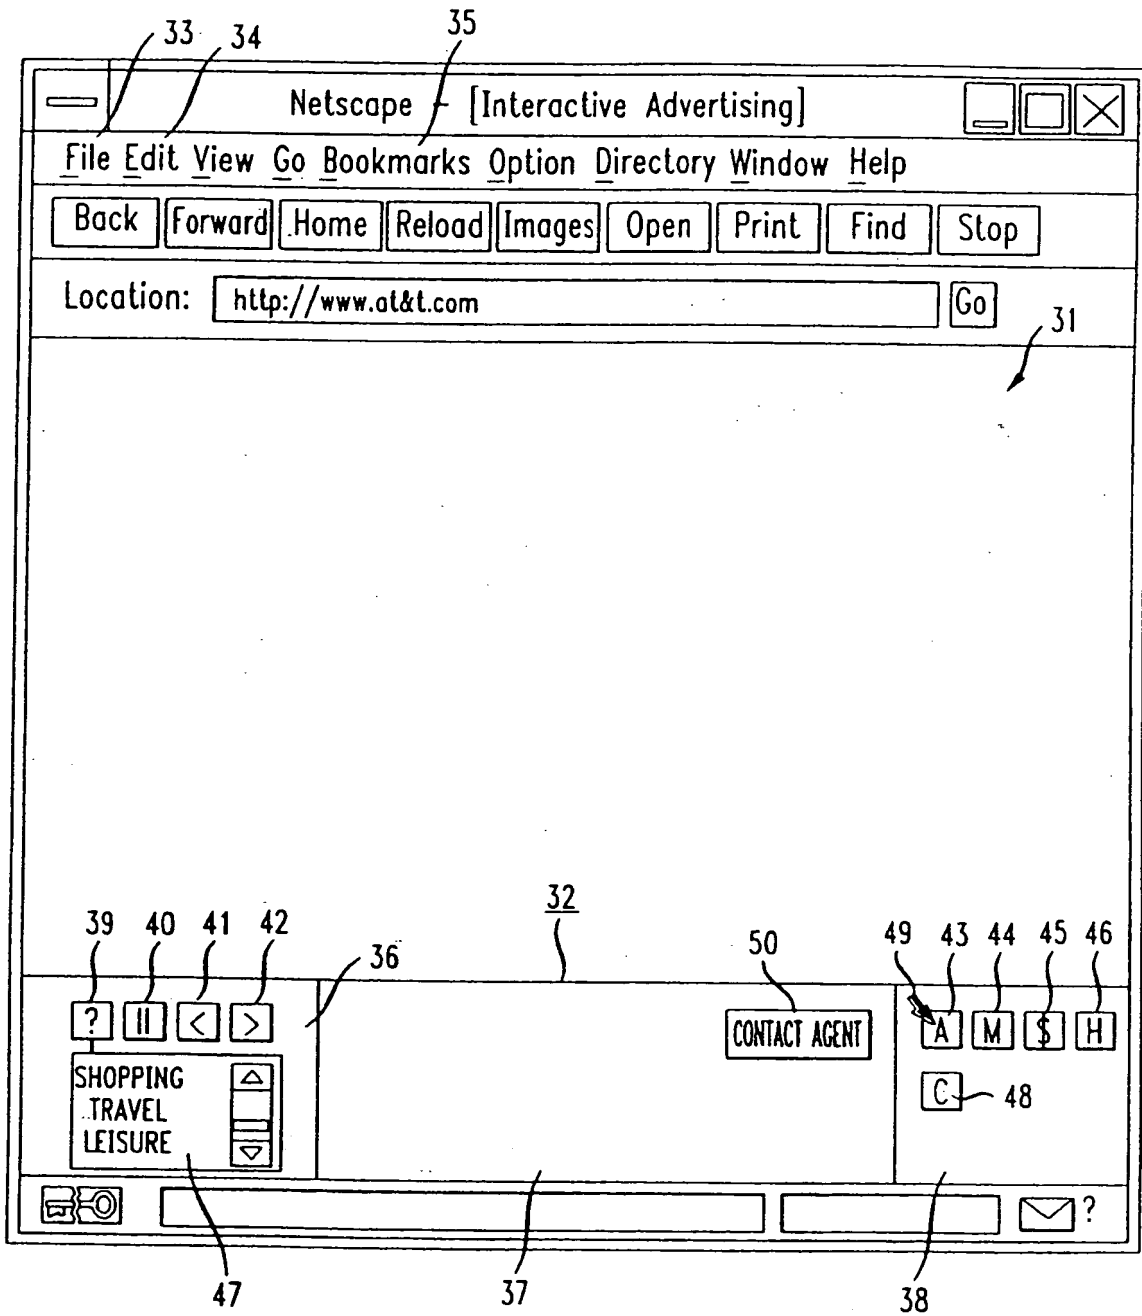 33 34 35
Netscape - [Interactive Advertising]
File Edit View Go Bookmarks Option Directory Window Help
Back Forward Home Reload Images Open Print Find Stop
Location: http://www.at&t.com Go
31
32
39 40 41 42 36 50 49 43 44 45 46
? || < > CONTACT AGENT A M $ H
SHOPPING
TRAVEL
LEISURE
C 48
?
47 37 38